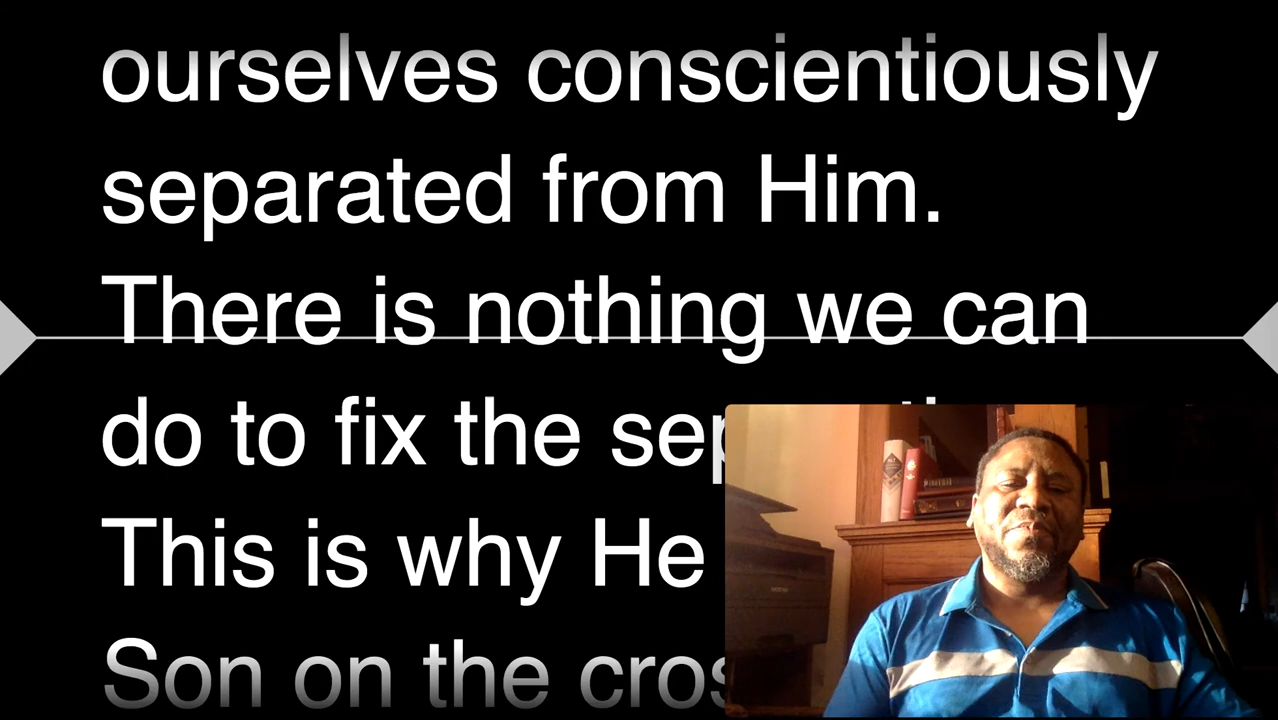 ourselves conscientiously
separated from Him.
There is nothing we can
do to fix the
This is why He
Son on the